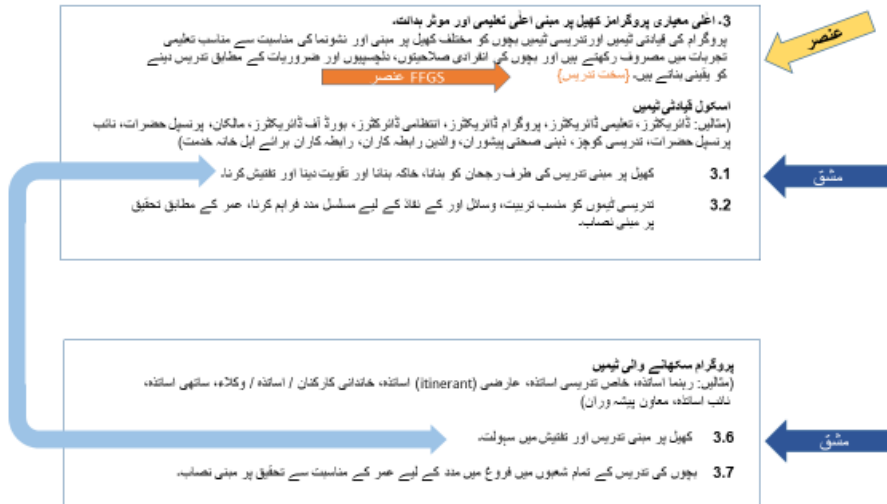 3۔ اعلٰی معیاری پروگرامز کھیل پر مبنی اعلٰی تعلیمی اور موثر ہدائت۔
عنصر
پروگرام کی قیادتی ٹیمیں اورتدریسی ٹیمیں بچوں کو مختلف کھیل پر مبنی اور نشونما کی مناسبت سے مناسب تعلیمی
تجربات میں مصروف رکھتے ہیں اور بچوں کی انفرادی صلاحیتوں، دلچسپیوں اور ضروریات کے مطابق تدریس دینے
کو یقینی بناتے ہیں۔ {سخت تدریس}
FFGS عنصر
اسکول قیادتی ٹیمیں
(مثالیں: ڈائریکٹرز، تعلیمی ڈائریکٹرز، پروگرام ڈائریکٹرز، انتظامی ڈائرکٹرز، بورڈ آف ڈائریکٹرز، مالکان، پرنسپل حضرات، نائب
پرنسپل حضرات، تدریسی کوچز، ذہنی صحتی پیشوران، والدین رابطہ کاران، رابطہ کاران برائے اہل خانہ خدمت)
3.1 کھیل پر مبنی تدریس کی طرف رجحان کو بنانا، خاکہ بنانا اور تقویت دینا اور تفتیش کرنا۔
مشق
3.2 تدریسی ٹیموں کو منسب تربیت، وسائل اور کے نفاذ کے لیے مسلسل مدد فراہم کرنا، عمر کے مطابق تحقیق
پر مبنی نصاب۔
پروگرام سکھانے والی ٹیمیں
(مثالیں: رہنما اساتذہ، خاص تدریسی اساتذہ، عارضی (itinerant) اساتذہ، خاندانی کارکنان / اساتذہ / وکلاء، ساتھی اساتذہ،
نائب اساتذہ، معاون پیشہ وران)
3.6 کھیل پر مبنی تدریس اور تفتیش میں سہولت۔
مشق
3.7 بچوں کی تدریس کے تمام شعبوں میں فروغ میں مدد کے لیے عمر کے مناسبت سے تحقیق پر مبنی نصاب۔